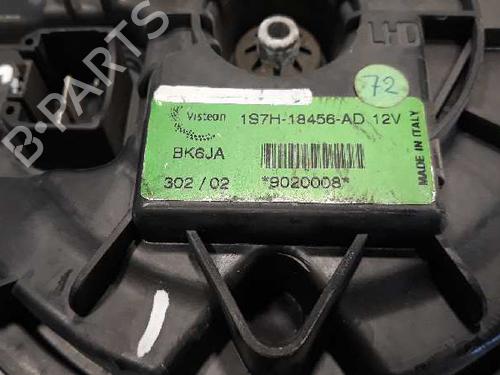 LHD
72
Visteon 1S7H-18456-AD 12V
BK6JA
302 / 02 *9020008*
MADE IN ITALY
B-PARTS